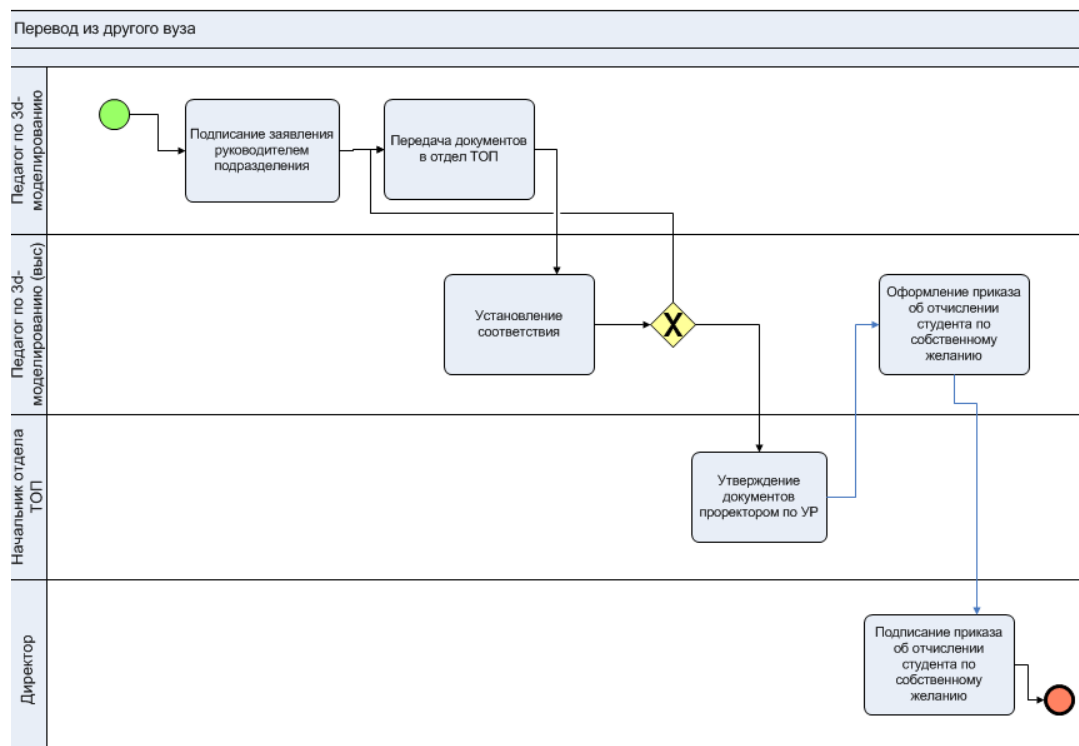 Перевод из другого вуза
Педагог по 3d-
моделированию
Подписание заявления
руководителем
подразделения
Передача документов
в отдел ТОП
Педагог по 3d-
моделированию (выс)
Установление
соответствия
X
Оформление приказа
об отчислении
студента по
собственному
желанию
Начальник отдела
ТОП
Утверждение
документов
проректором по УР
Директор
Подписание приказа
об отчислении
студента по
собственному
желанию